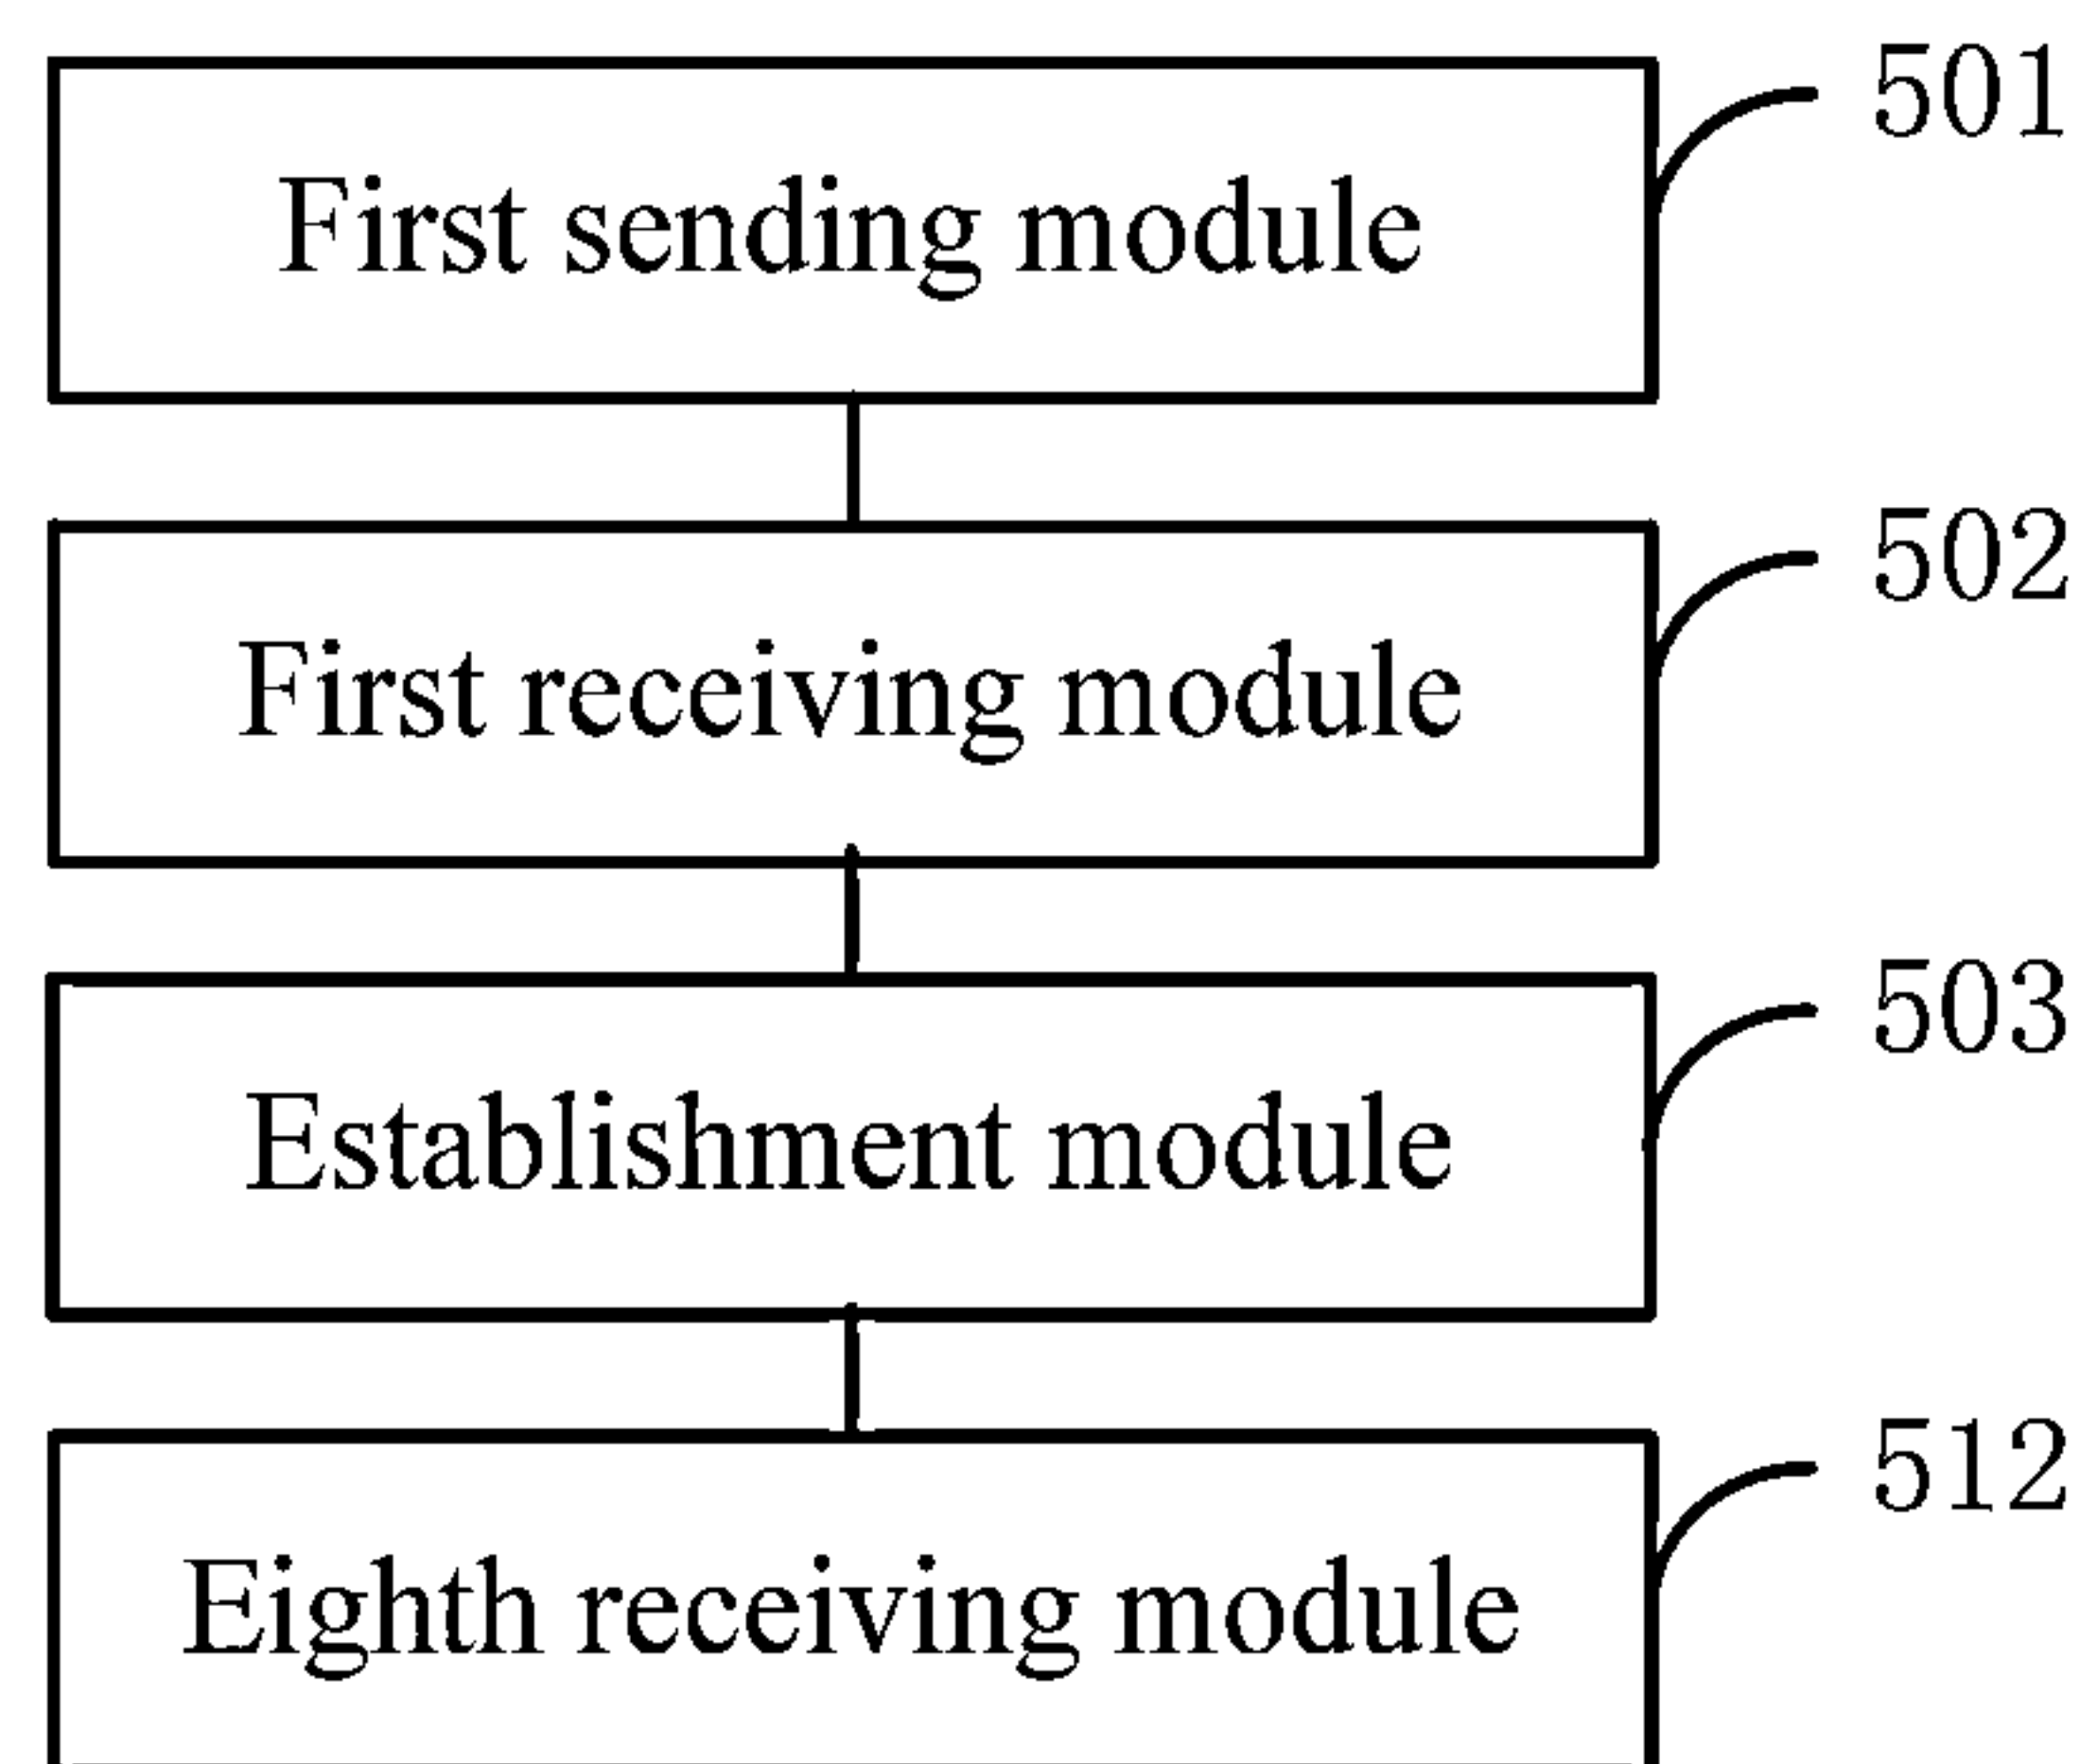 First sending module 501
First receiving module 502
Establishment module 503
Eighth receiving module 512